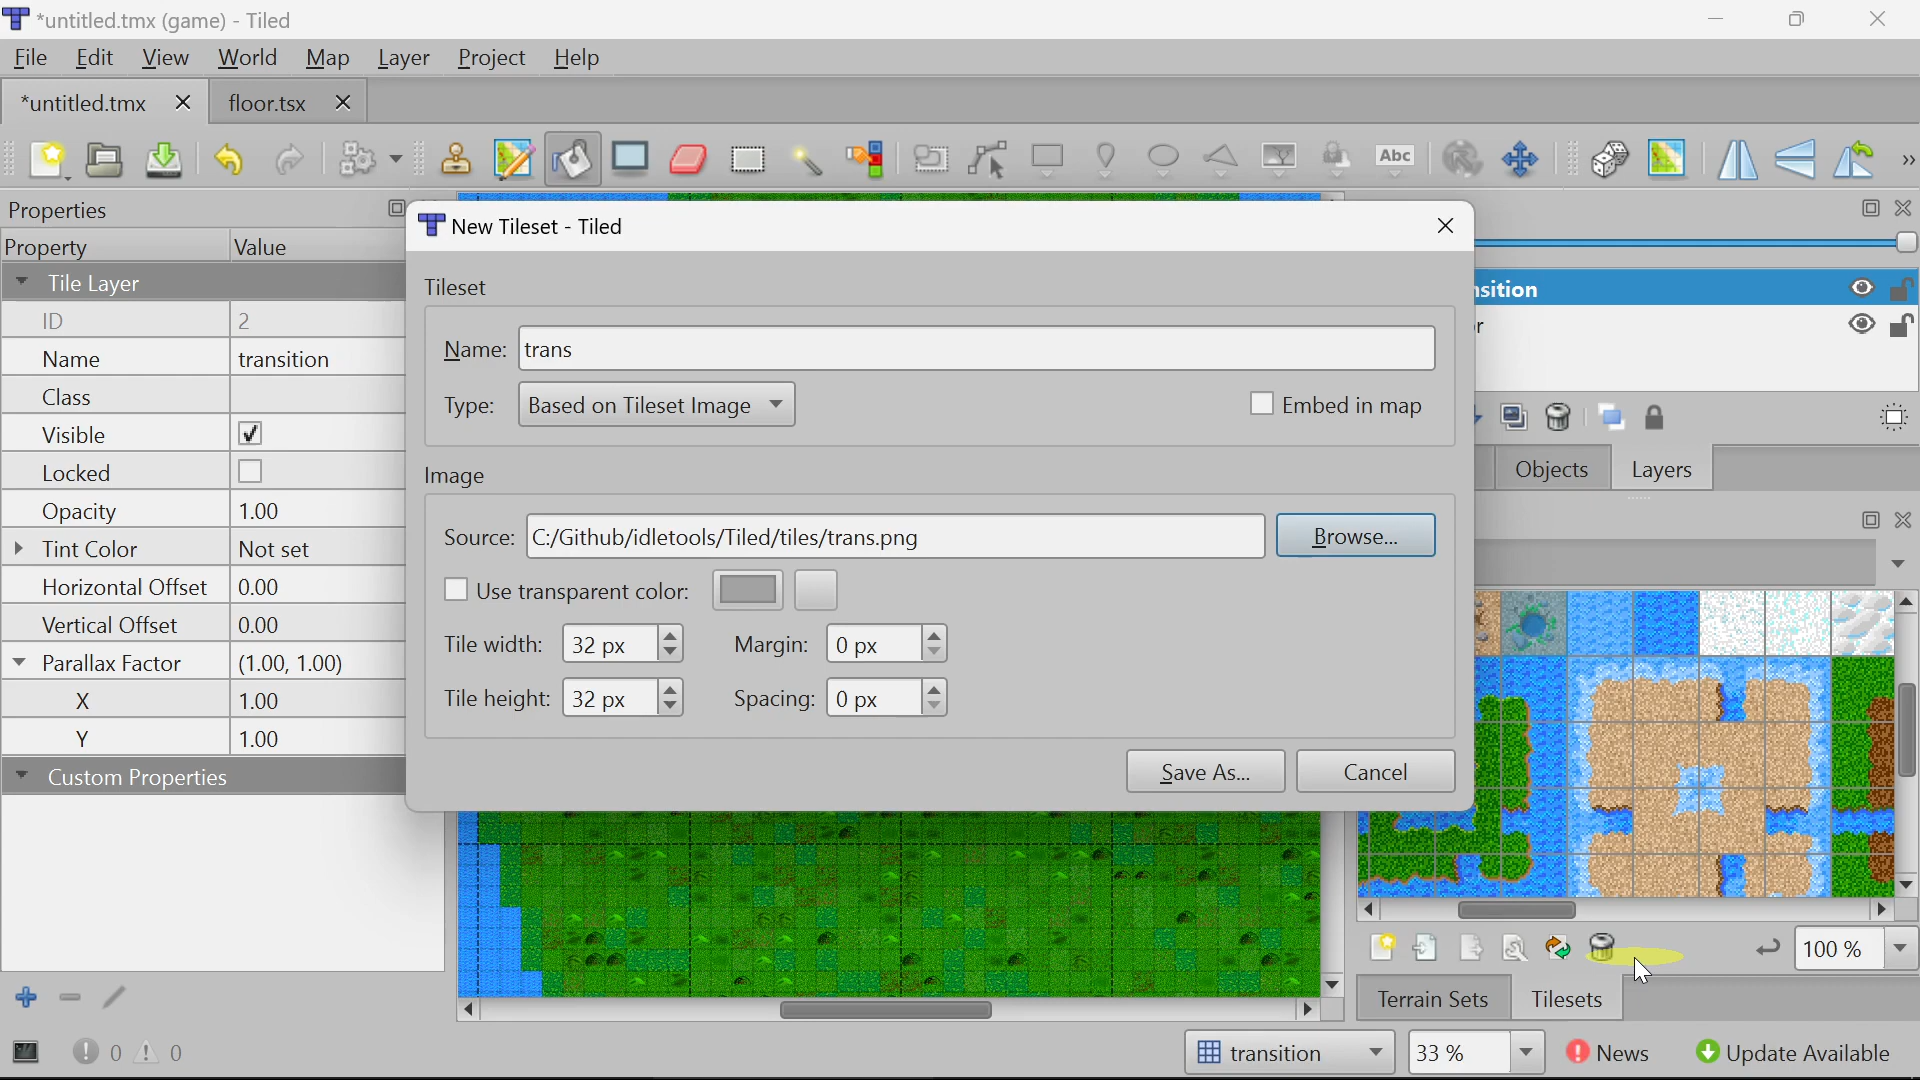 *untitled.tmx (game) - Tiled
File Edit View World Map Layer Project Help
*untitled.tmx floor.tsx
Abc
Properties
Property Value
Tile Layer
ID 2
Name transition
Class
Visible
Locked
Opacity 1.00
Tint Color Not set
Horizontal Offset 0.00
Vertical Offset 0.00
Parallax Factor (1.00, 1.00)
X 1.00
Y 1.00
Custom Properties
New Tileset - Tiled
Tileset
Name: trans
Type: Based on Tileset Image Embed in map
Image
Source: C:/Github/idletools/Tiled/tiles/trans.png Browse...
Use transparent color:
Tile width: 32 px Margin: 0 px
Tile height: 32 px Spacing: 0 px
Save As... Cancel
sition
r
Objects Layers
100 %
Terrain Sets Tilesets
0 0
transition 33 % News Update Available